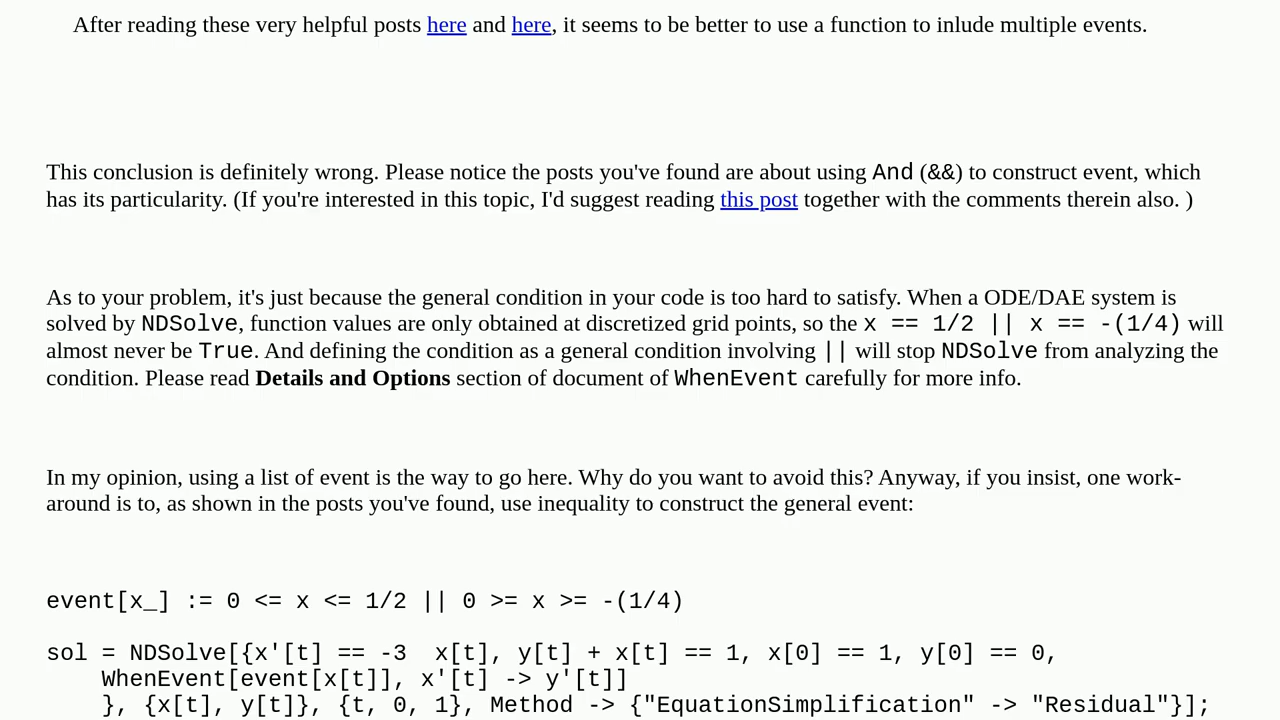 After reading these very helpful posts here and here, it seems to be better to use a function to inlude multiple events.
This conclusion is definitely wrong. Please notice the posts you've found are about using And (&&) to construct event, which
has its particularity. (If you're interested in this topic, I'd suggest reading this post together with the comments therein also. )
As to your problem, it's just because the general condition in your code is too hard to satisfy. When a ODE/DAE system is
solved by NDSolve, function values are only obtained at discretized grid points, so the x == 1/2 || x == -(1/4) will
almost never be True. And defining the condition as a general condition involving || will stop NDSolve from analyzing the
condition. Please read Details and Options section of document of WhenEvent carefully for more info.
In my opinion, using a list of event is the way to go here. Why do you want to avoid this? Anyway, if you insist, one work-
around is to, as shown in the posts you've found, use inequality to construct the general event:
event[x_] := 0 <= x <= 1/2 || 0 >= x >= -(1/4)
sol = NDSolve[{x'[t] == -3  x[t], y[t] + x[t] == 1, x[0] == 1, y[0] == 0,
    WhenEvent[event[x[t]], x'[t] -> y'[t]]
    }, {x[t], y[t]}, {t, 0, 1}, Method -> {"EquationSimplification" -> "Residual"}];